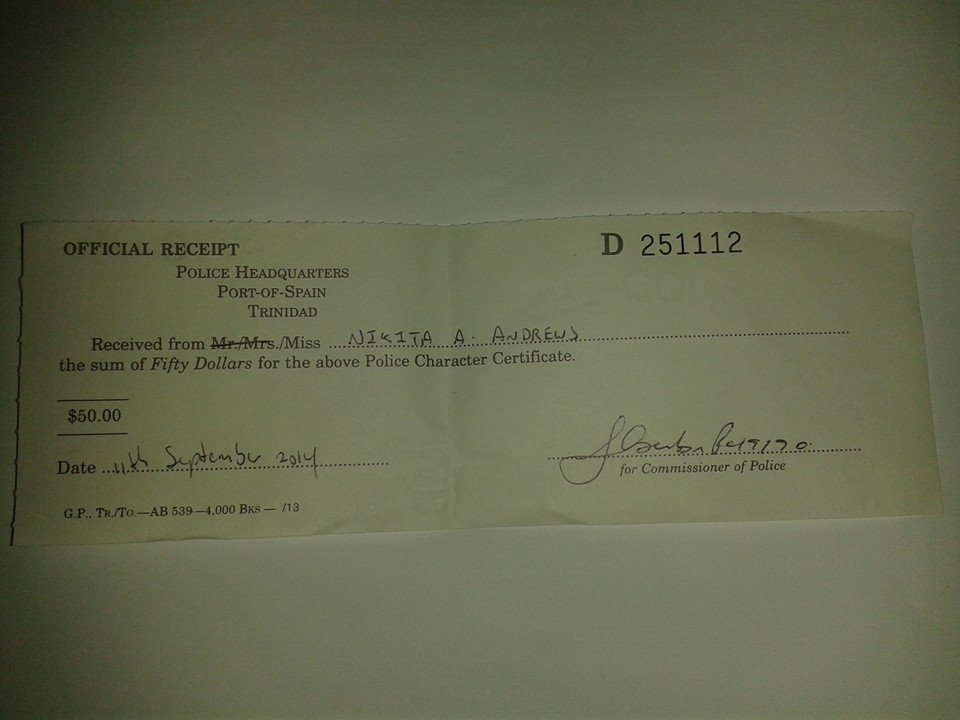 OFFICIAL RECEIPT
D 251112
POLICE HEADQUARTERS
PORT-OF-SPAIN
TRINIDAD
Received from Mr./Mrs./Miss NIKITA A. ANDREWS
the sum of Fifty Dollars for the above Police Character Certificate.
$50.00
Date 11th September 2014
for Commissioner of Police
G.P., TR./TO.—AB 539—4,000 BKS — /13